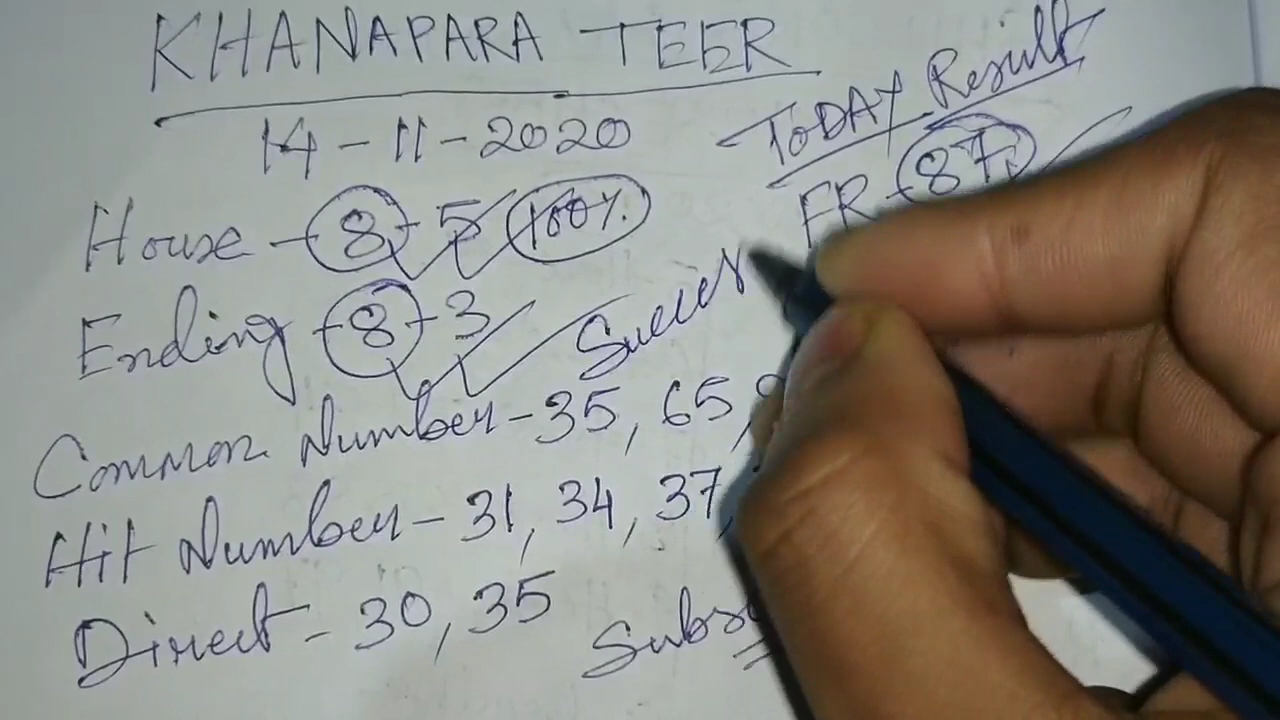 KHANAPARA TEER
14-11-2020
TODAY Result
FR-87
House-8-5 100%.
Ending-8-3
Common Number-35, 65,
Hit Number-31, 34, 37,
Direct-30, 35